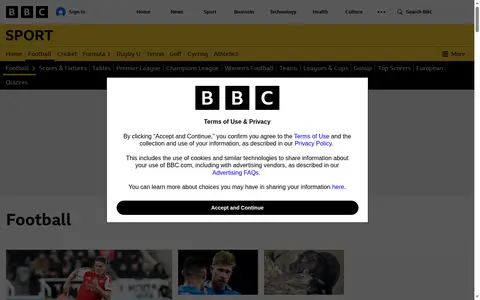 BBC
Sign in
Home
News
Sport
Business
Technology
Health
Culture
Search BBC
SPORT
Home
Football
Cricket
Formula 1
Rugby U
Tennis
Golf
Cycling
Athletics
More
Football
Scores & Fixtures
Tables
Premier League
Champions League
Women's Football
Teams
Leagues & Cups
Gossip
Top Scorers
European
Quizzes
BBC
Terms of Use & Privacy
By clicking "Accept and Continue," you confirm you agree to the Terms of Use and the
collection and use of your information, as described in our Privacy Policy.
This includes the use of cookies and similar technologies to share information about
your use of BBC.com, including with advertising vendors, as described in our
Advertising FAQs.
You can learn more about choices you may have in sharing your information here.
Accept and Continue
Football